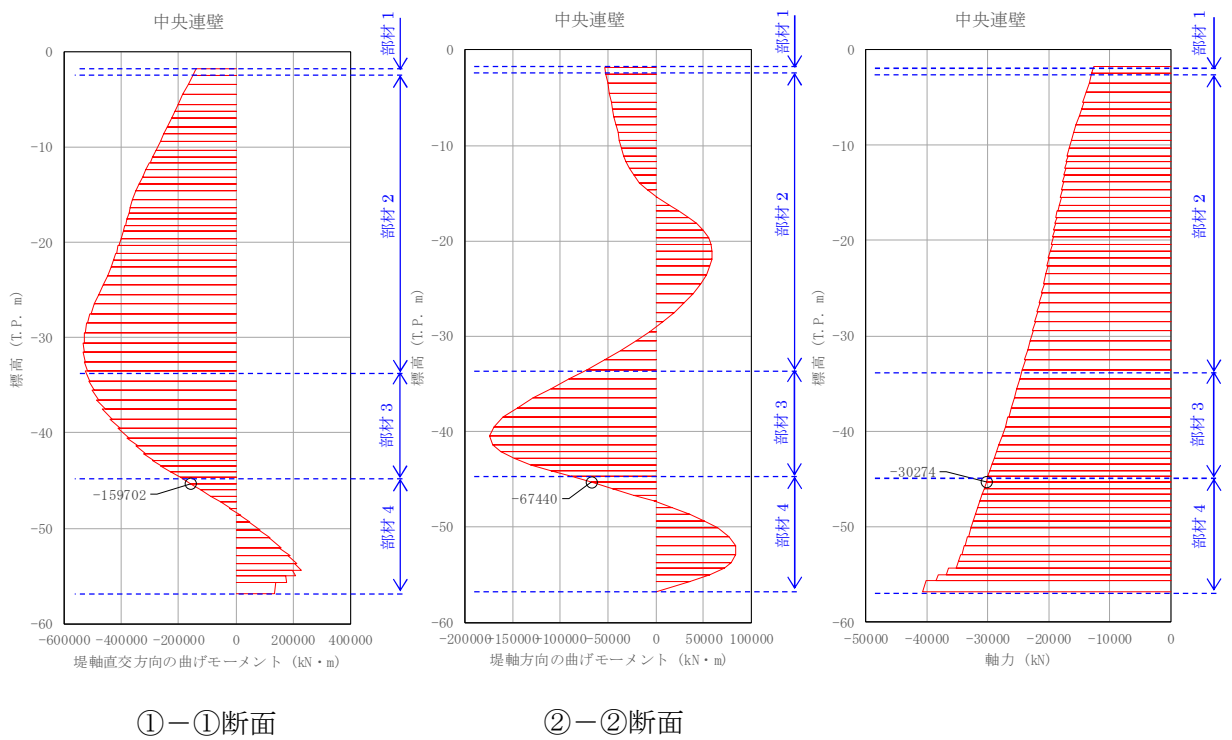 中央連壁
部材1
部材2
部材3
部材4
0
-10
-20
-30
-40
-50
-60
標高 (T.P. m)
-159702
-600000 -400000 -200000 0 200000 400000
堤軸直交方向の曲げモーメント (kN・m)
①－①断面
中央連壁
部材1
部材2
部材3
部材4
0
-10
-20
-30
-40
-50
-60
標高 (T.P. m)
-67440
-200000 -150000 -100000 -50000 0 50000 100000
堤軸方向の曲げモーメント (kN・m)
②－②断面
中央連壁
部材1
部材2
部材3
部材4
0
-10
-20
-30
-40
-50
-60
標高 (T.P. m)
-30274
-50000 -40000 -30000 -20000 -10000 0
軸力 (kN)